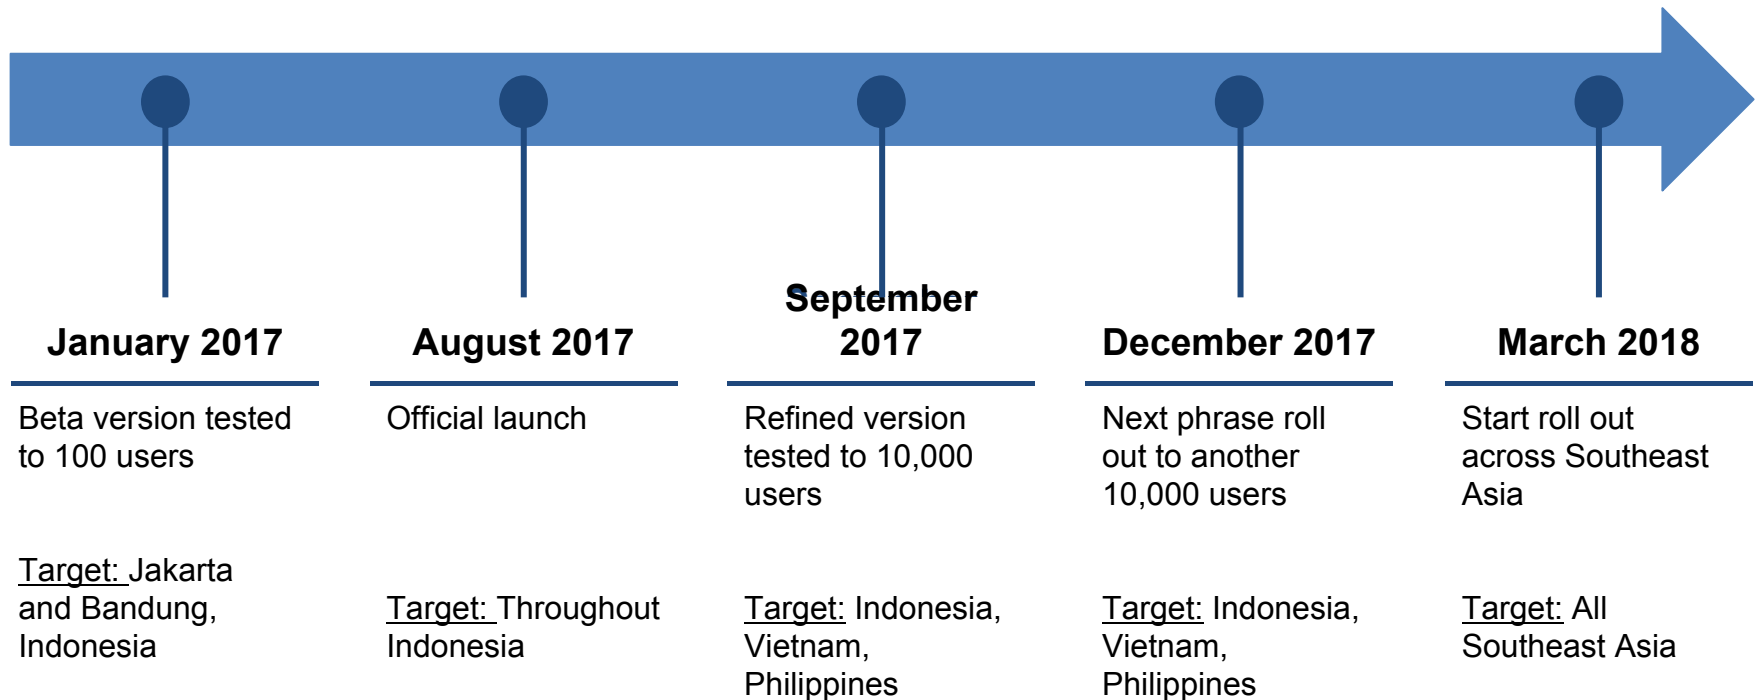 January 2017
Beta version tested
to 100 users
Target: Jakarta
and Bandung,
Indonesia
August 2017
Official launch
Target: Throughout
Indonesia
September
2017
Refined version
tested to 10,000
users
Target: Indonesia,
Vietnam,
Philippines
December 2017
Next phrase roll
out to another
10,000 users
Target: Indonesia,
Vietnam,
Philippines
March 2018
Start roll out
across Southeast
Asia
Target: All
Southeast Asia